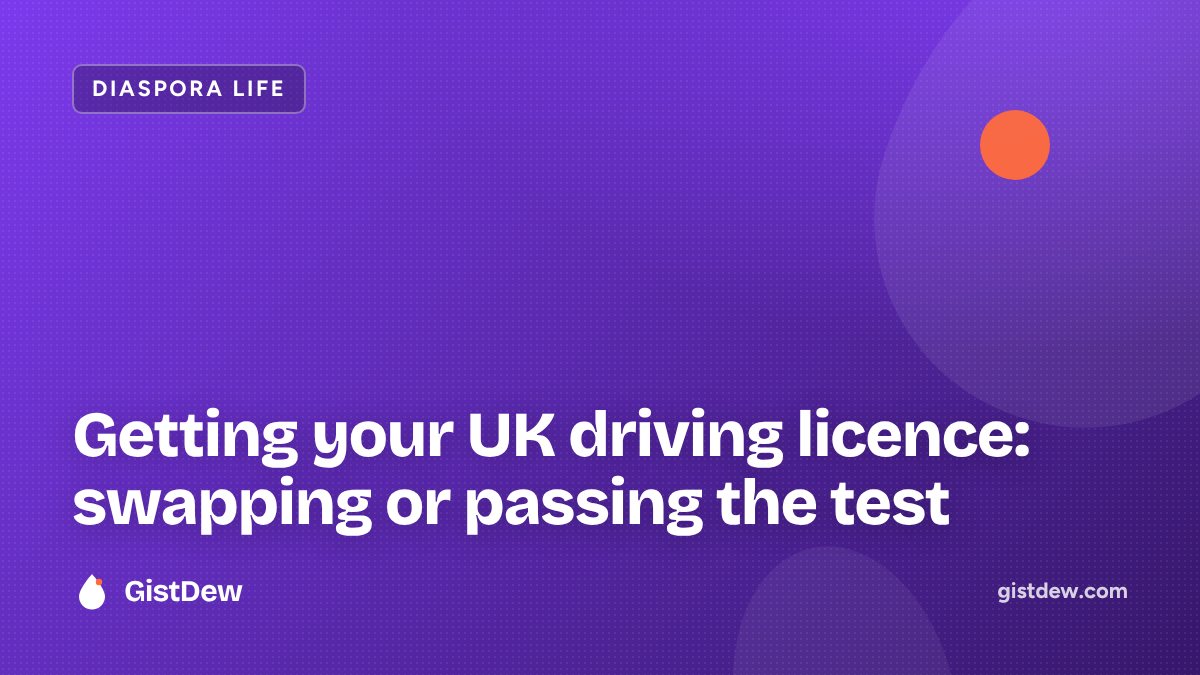 DIASPORA LIFE
Getting your UK driving licence:
swapping or passing the test
GistDew
gistdew.com